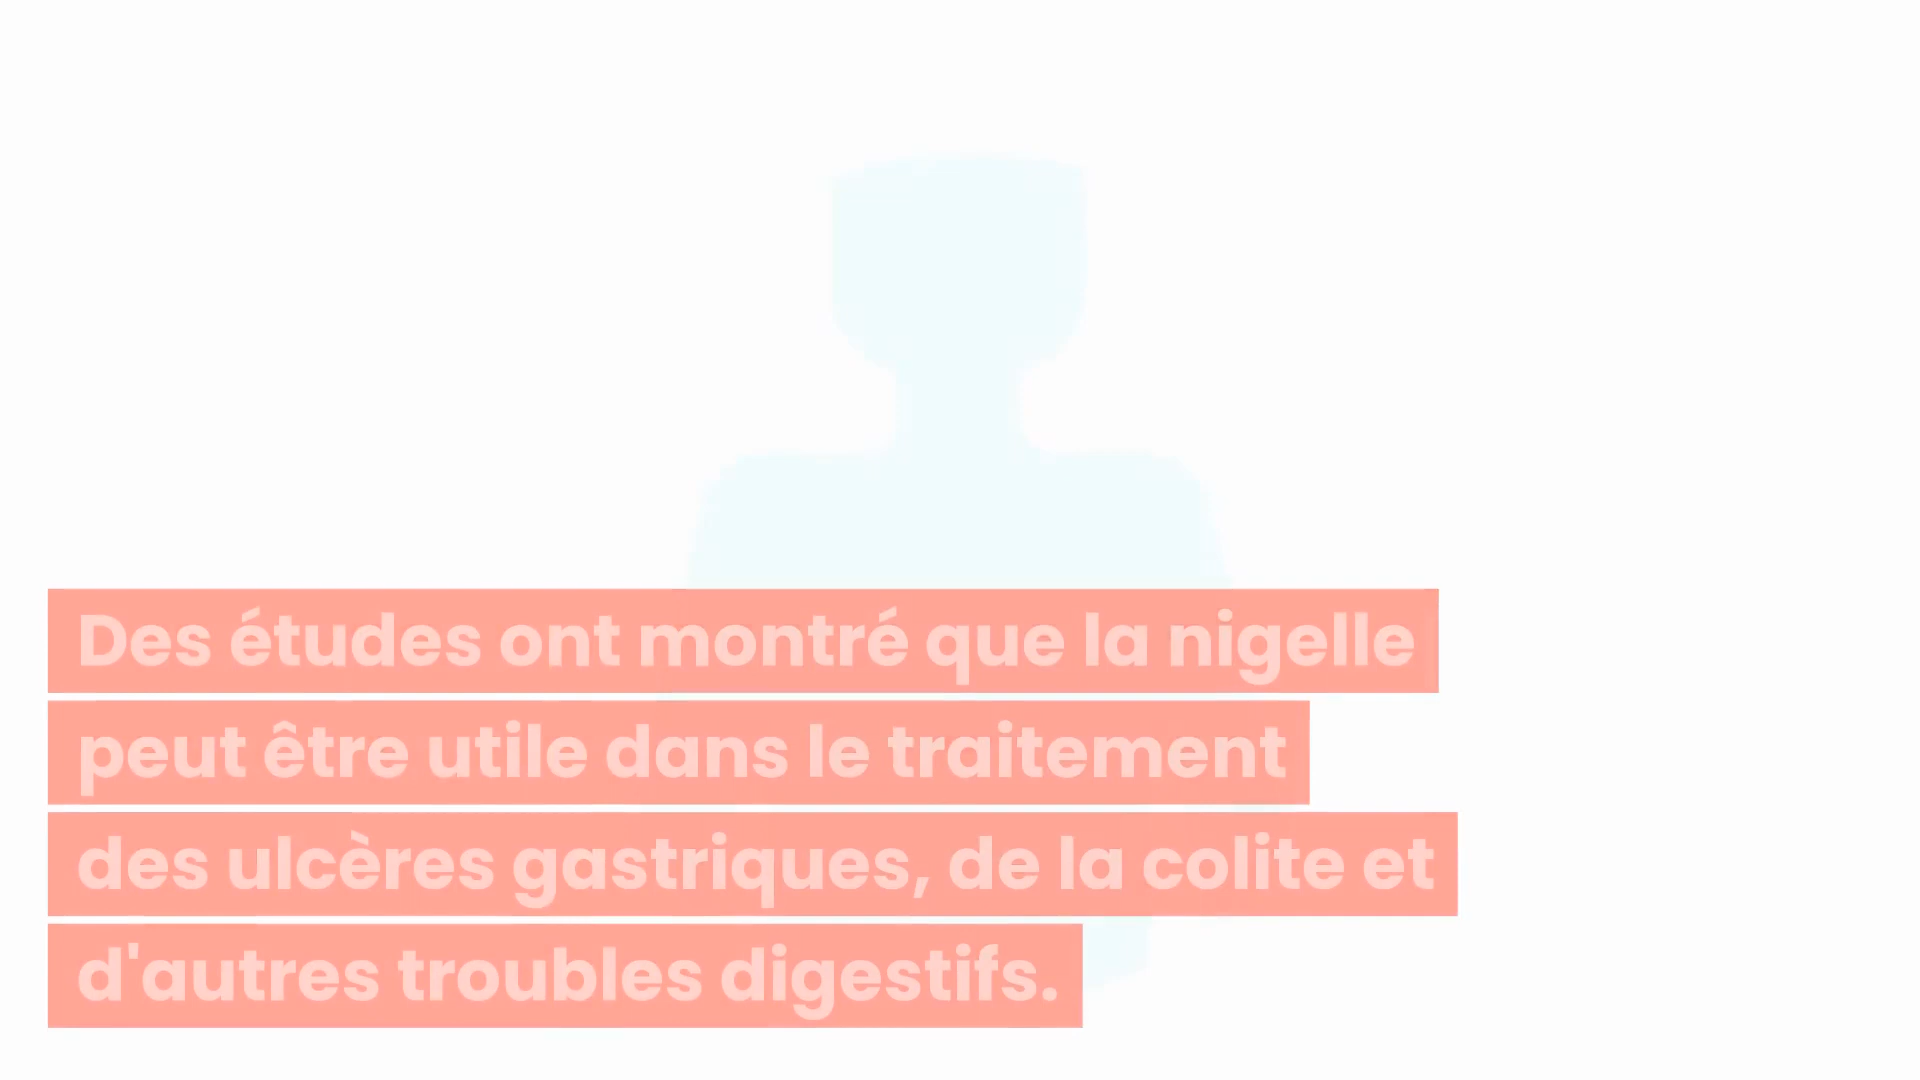 Des études ont montré que la nigelle
peut être utile dans le traitement
des ulcères gastriques, de la colite et
d'autres troubles digestifs.